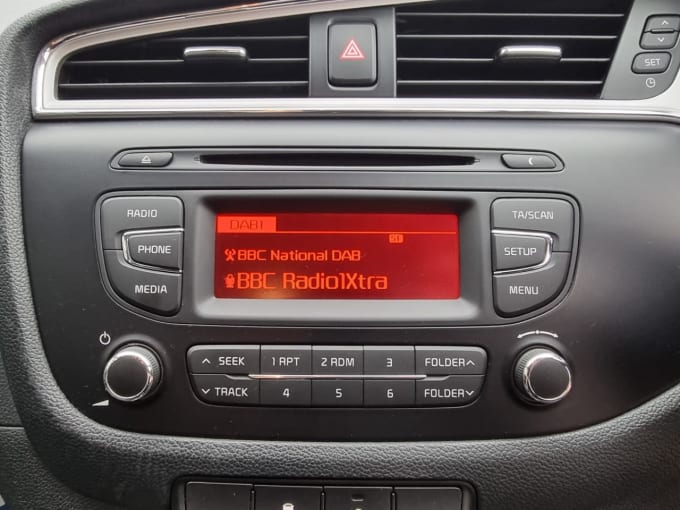 SET
DAB1
SI
BBC National DAB
BBC Radio1Xtra
RADIO
PHONE
MEDIA
TA/SCAN
SETUP
MENU
∧ SEEK
1 RPT
2 RDM
3
FOLDER∧
∨ TRACK
4
5
6
FOLDER∨